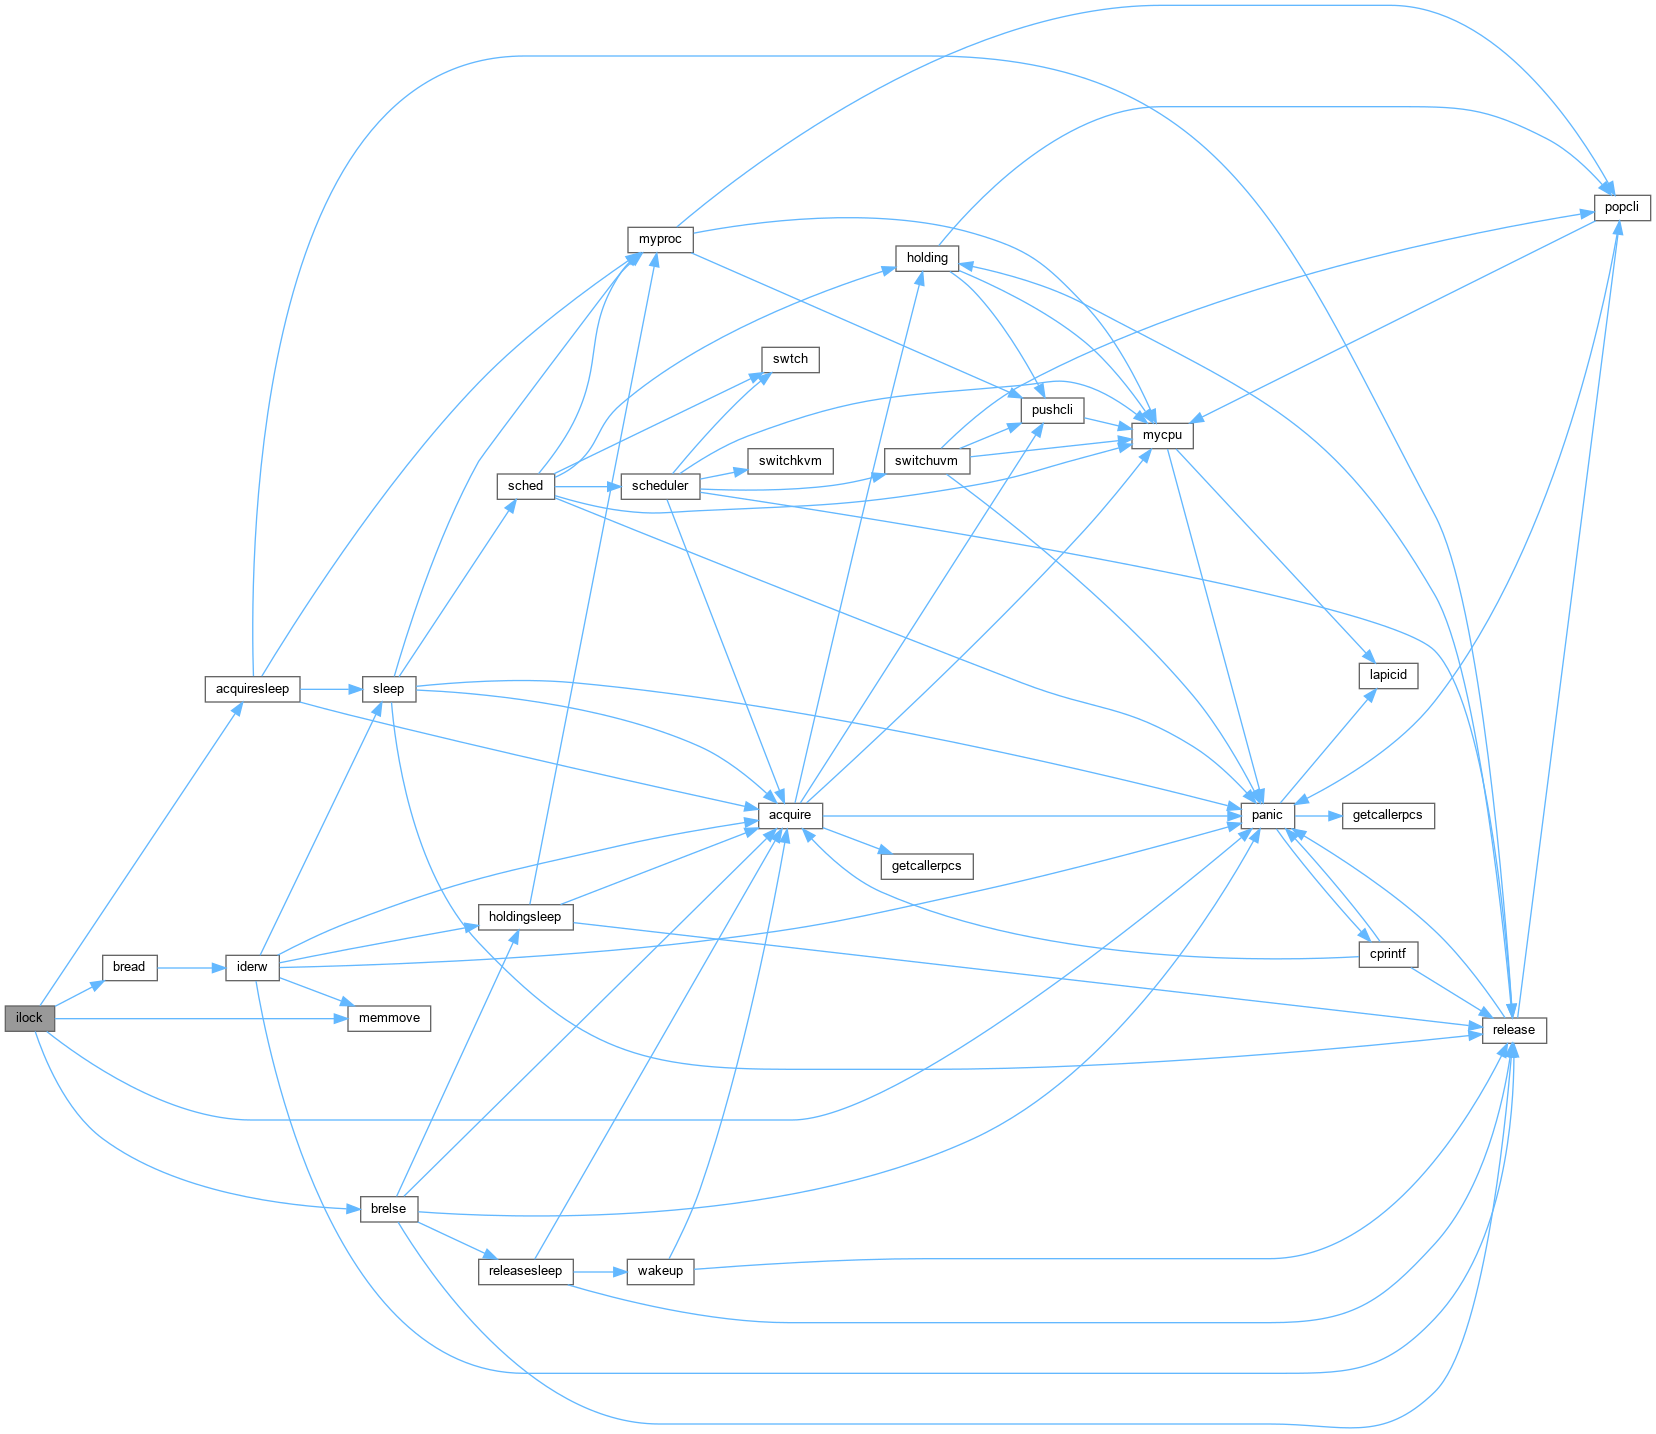 popcli
myproc
holding
swtch
pushcli
mycpu
switchkvm
switchuvm
sched
scheduler
lapicid
acquiresleep
sleep
acquire
panic
getcallerpcs
getcallerpcs
holdingsleep
cprintf
bread
iderw
ilock
memmove
release
brelse
releasesleep
wakeup